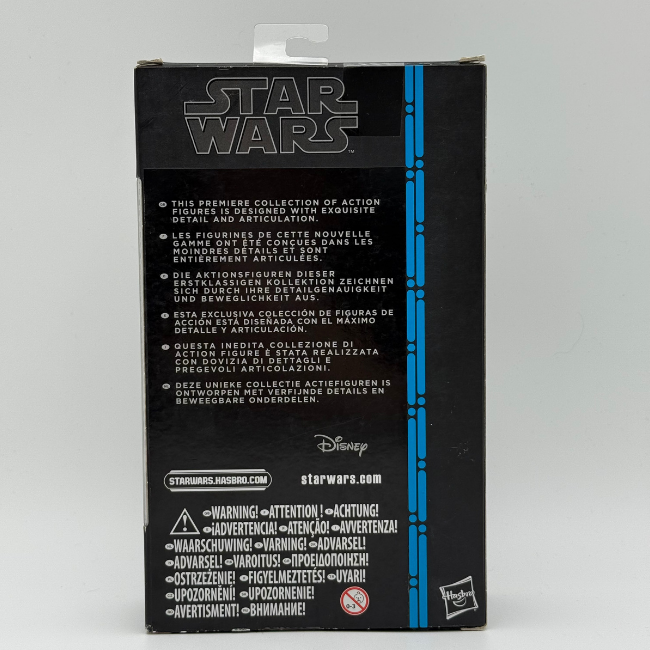 STAR
WARS
™
THIS PREMIERE COLLECTION OF ACTION
FIGURES IS DESIGNED WITH EXQUISITE
DETAIL AND ARTICULATION.
LES FIGURINES DE CETTE NOUVELLE
GAMME ONT ÉTÉ CONÇUES DANS LES
MOINDRES DÉTAILS ET SONT
ENTIÈREMENT ARTICULÉES.
DIE AKTIONSFIGUREN DIESER
ERSTKLASSIGEN KOLLEKTION ZEICHNEN
SICH DURCH IHRE DETAILGENAUIGKEIT
UND BEWEGLICHKEIT AUS.
ESTA EXCLUSIVA COLECCIÓN DE FIGURAS DE
ACCIÓN ESTÁ DISEÑADA CON EL MÁXIMO
DETALLE Y ARTICULACIÓN.
QUESTA INEDITA COLLEZIONE DI
ACTION FIGURE È STATA REALIZZATA
CON DOVIZIA DI DETTAGLI E
PREGEVOLI ARTICOLAZIONI.
DEZE UNIEKE COLLECTIE ACTIEFIGUREN IS
ONTWORPEN MET VERFIJNDE DETAILS EN
BEWEEGBARE ONDERDELEN.
Disney
STARWARS.HASBRO.COM
starwars.com
WARNING! ATTENTION ! ACHTUNG!
¡ADVERTENCIA! ATENÇÃO! AVVERTENZA!
WAARSCHUWING! VARNING! ADVARSEL!
ADVARSEL! VAROITUS! ΠΡΟΕΙΔΟΠΟΙΗΣΗ!
OSTRZEŻENIE! FIGYELMEZTETÉS! UYARI!
UPOZORNĚNÍ! UPOZORNENIE!
AVERTISMENT! ВНИМАНИЕ!
0-3
Hasbro